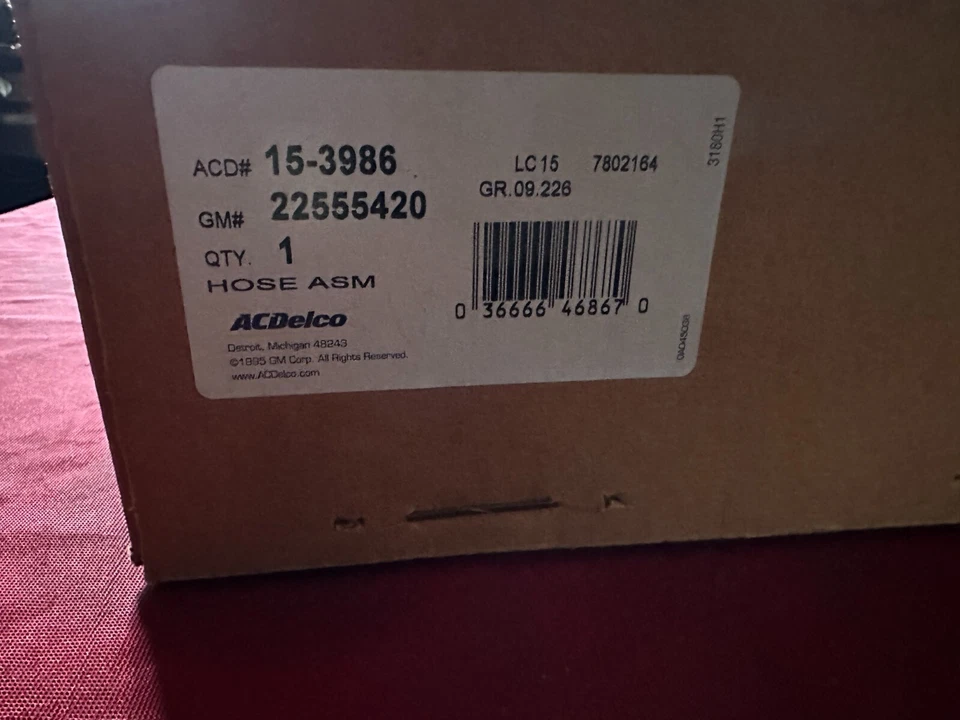 ACD# 15-3986
GM# 22555420
QTY. 1
HOSE ASM
ACDelco
Detroit, Michigan 48243
©1995 GM Corp. All Rights Reserved.
www.ACDelco.com
LC15 7802164
GR.09.226
0 36666 46867 0
3160H1